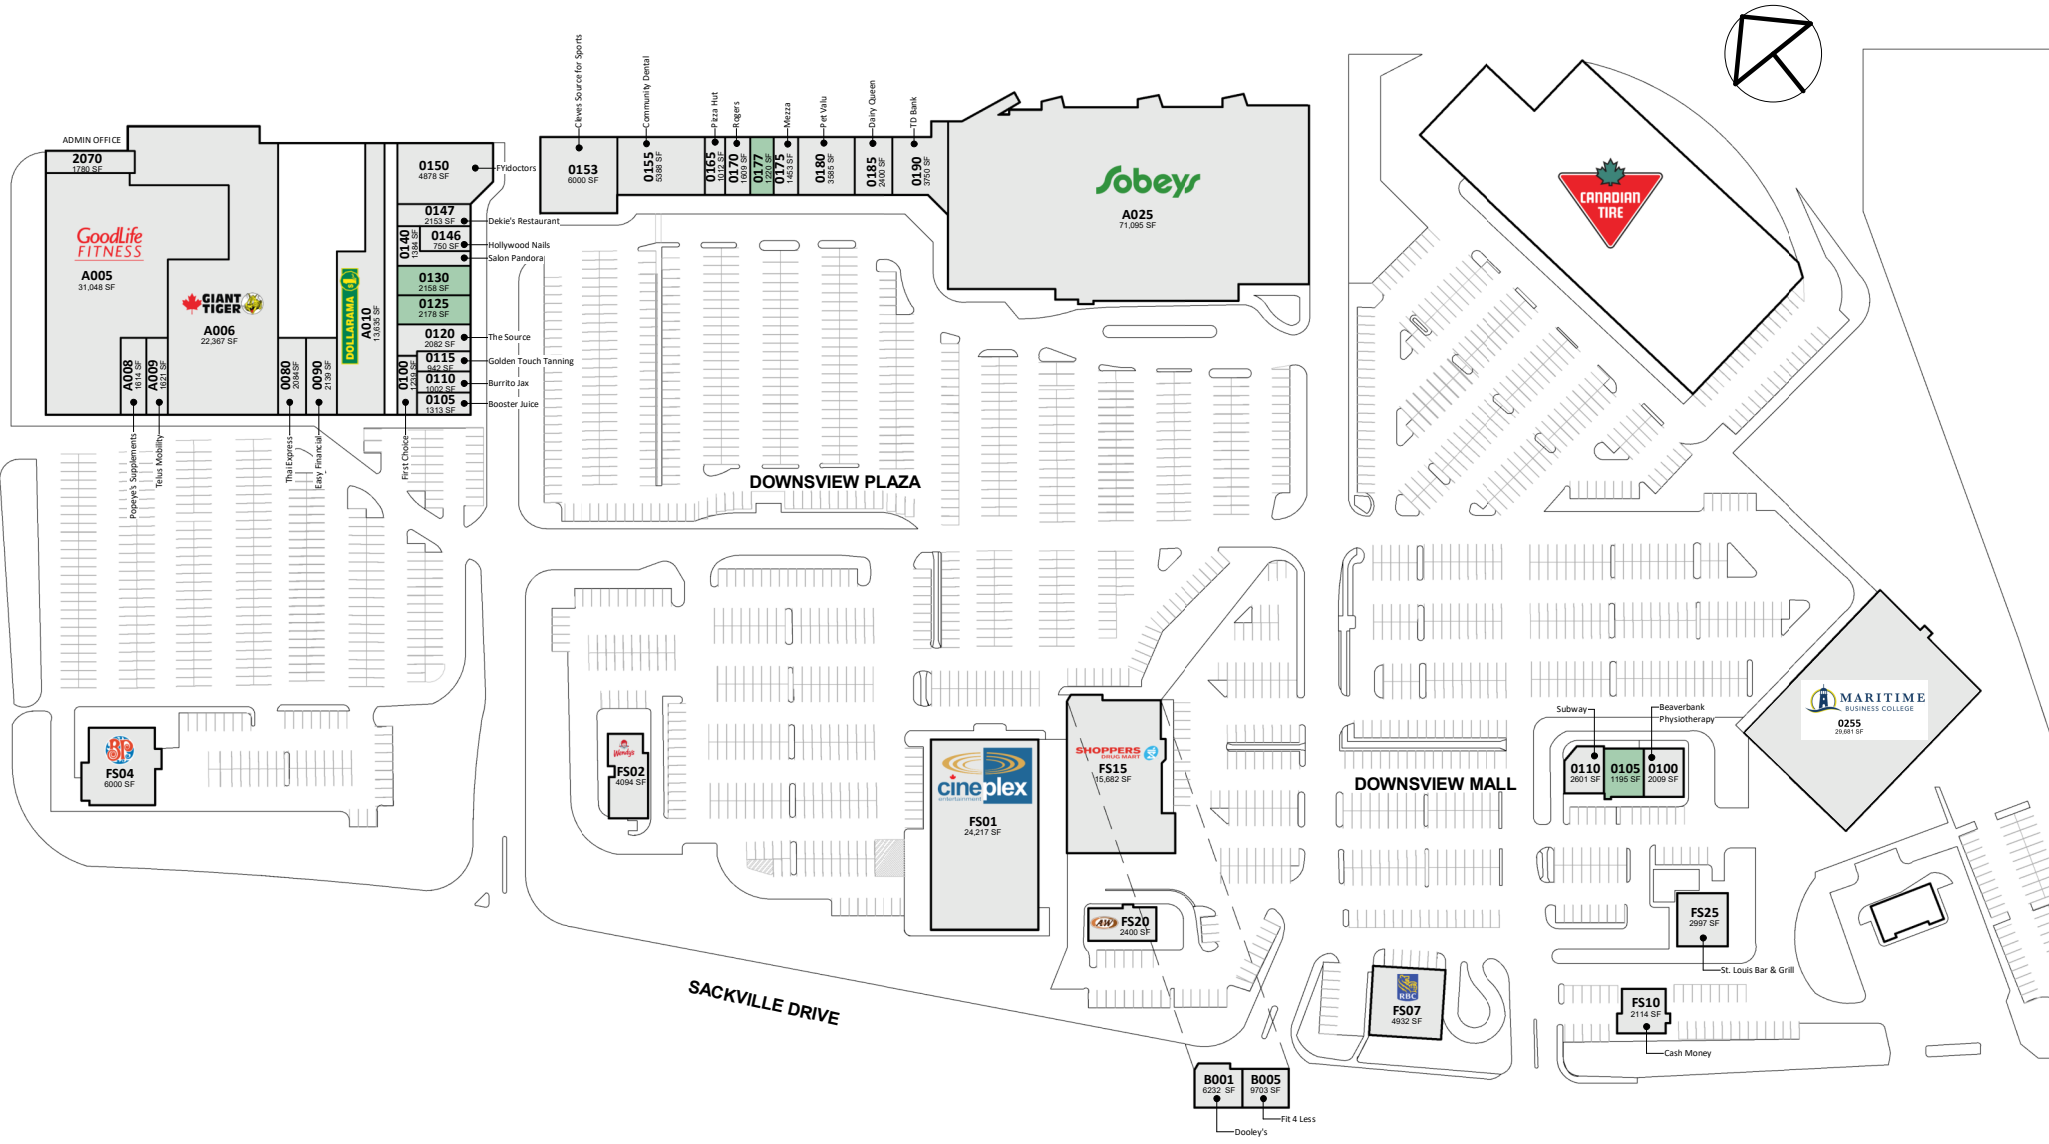 Cleves Source for Sports
Community Dental
Pizza Hut
Rogers
Mezza
Pet Valu
Dairy Queen
TD Bank
ADMIN OFFICE
2070
1780 SF
GoodLife
FITNESS
A005
31,048 SF
GIANT
TIGER
A006
22,367 SF
A008
1614 SF
A009
1621 SF
0080
2084 SF
0090
2139 SF
DOLLARAMA
A010
13,635 SF
0150
4878 SF
FYidoctors
0147
2153 SF
Dekie's Restaurant
0140
1384 SF
0146
750 SF
Hollywood Nails
Salon Pandora
0130
2158 SF
0125
2178 SF
0120
2082 SF
The Source
0100
1239 SF
0115
942 SF
Golden Touch Tanning
0110
1002 SF
Burrito Jax
0105
1313 SF
Booster Juice
Popeye's Supplements
Telus Mobility
Thai Express
Easy Financial
First Choice
0153
6000 SF
0155
5388 SF
0165
1012 SF
0170
1609 SF
0177
1220 SF
0175
1453 SF
0180
3585 SF
0185
2400 SF
0190
3750 SF
Sobeys
A025
71,095 SF
CANADIAN
TIRE
DOWNSVIEW PLAZA
BP
FS04
6000 SF
Wendy's
FS02
4094 SF
cineplex
entertainment
FS01
24,217 SF
SHOPPERS
DRUG MART
FS15
15,682 SF
A&W
FS20
2400 SF
DOWNSVIEW MALL
Subway
Beaverbank
Physiotherapy
0110
2601 SF
0105
1195 SF
0100
2009 SF
MARITIME
BUSINESS COLLEGE
0255
29,681 SF
FS25
2997 SF
St. Louis Bar & Grill
RBC
FS07
4932 SF
FS10
2114 SF
Cash Money
SACKVILLE DRIVE
B001
6232 SF
B005
9703 SF
Fit 4 Less
Dooley's